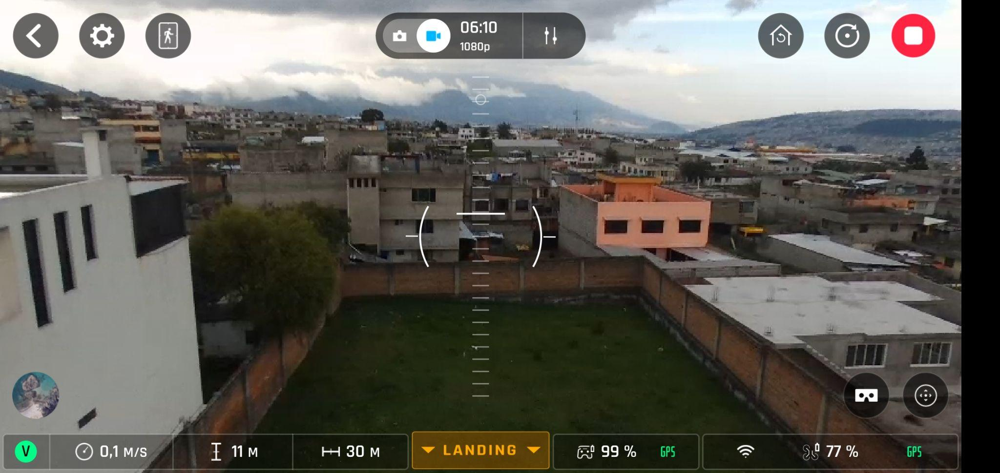 06:10
1080p
V
0,1 M/S
11 M
30 M
LANDING
99 %
GPS
77 %
GPS